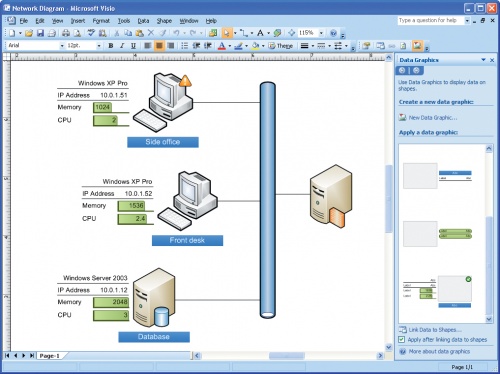 Network Diagram - Microsoft Visio
File Edit View Insert Format Tools Data Shape Window Help
Type a question for help
115%
Arial 12pt. B I U Theme
Data Graphics
Use Data Graphics to display data on shapes.
Create a new data graphic:
New Data Graphic...
Apply a data graphic:
Windows XP Pro
IP Address 10.0.1.51
Memory 1024
CPU 2
Side office
Windows XP Pro
IP Address 10.0.1.52
Memory 1536
CPU 2.4
Front desk
Windows Server 2003
IP Address 10.0.1.12
Memory 2048
CPU 3
Database
Link Data to Shapes...
Apply after linking data to shapes
More about data graphics
Page-1
Page 1/1